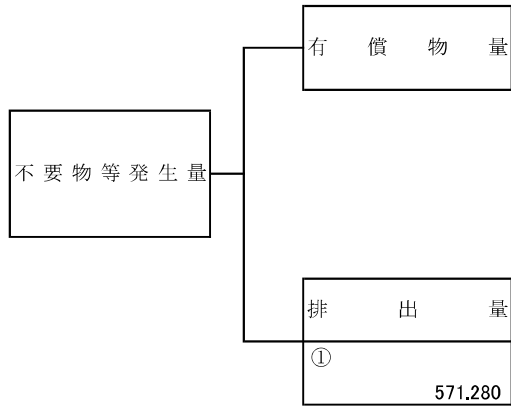 有償物量
不要物等発生量
排出量
①
571.280